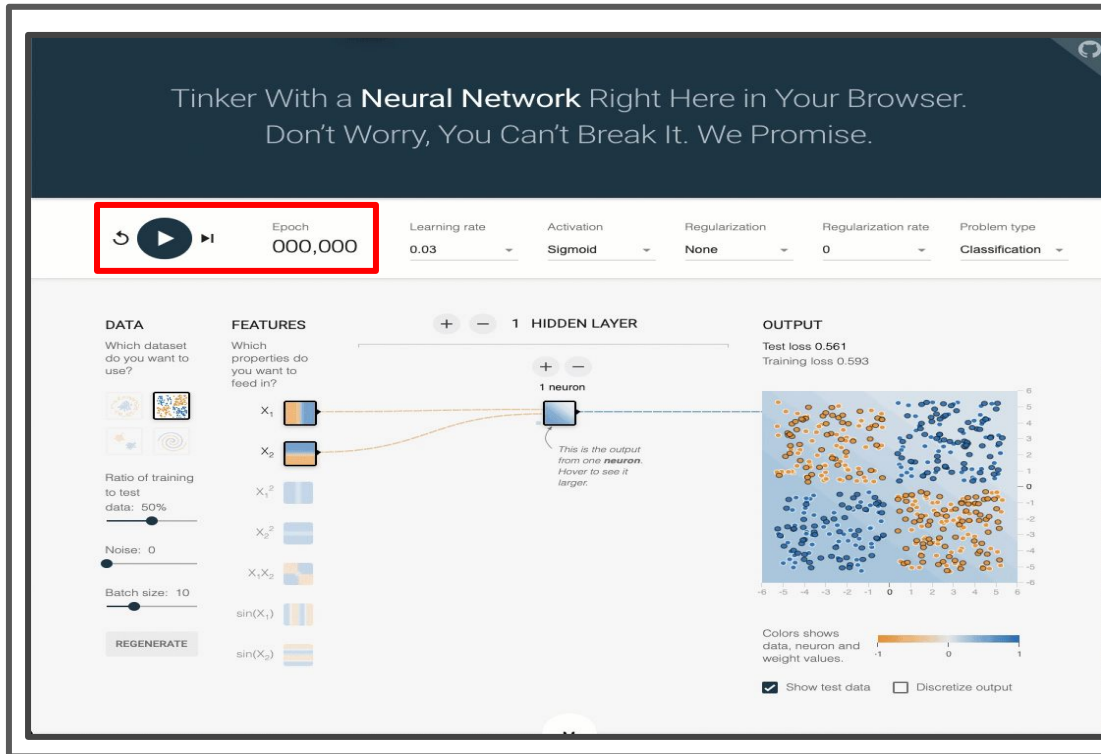 Tinker With a Neural Network Right Here in Your Browser.
Don't Worry, You Can't Break It. We Promise.
Epoch
000,000
Learning rate
0.03
Activation
Sigmoid
Regularization
None
Regularization rate
0
Problem type
Classification
DATA
Which dataset
do you want to
use?
Ratio of training
to test
data: 50%
Noise: 0
Batch size: 10
REGENERATE
FEATURES
Which
properties do
you want to
feed in?
X₁
X₂
X₁²
X₂²
X₁X₂
sin(X₁)
sin(X₂)
+ − 1 HIDDEN LAYER
+ −
1 neuron
This is the output
from one neuron.
Hover to see it
larger.
OUTPUT
Test loss 0.561
Training loss 0.593
6
5
4
3
2
1
0
-1
-2
-3
-4
-5
-6
-6 -5 -4 -3 -2 -1 0 1 2 3 4 5 6
Colors shows
data, neuron and
weight values.
-1 0 1
Show test data
Discretize output